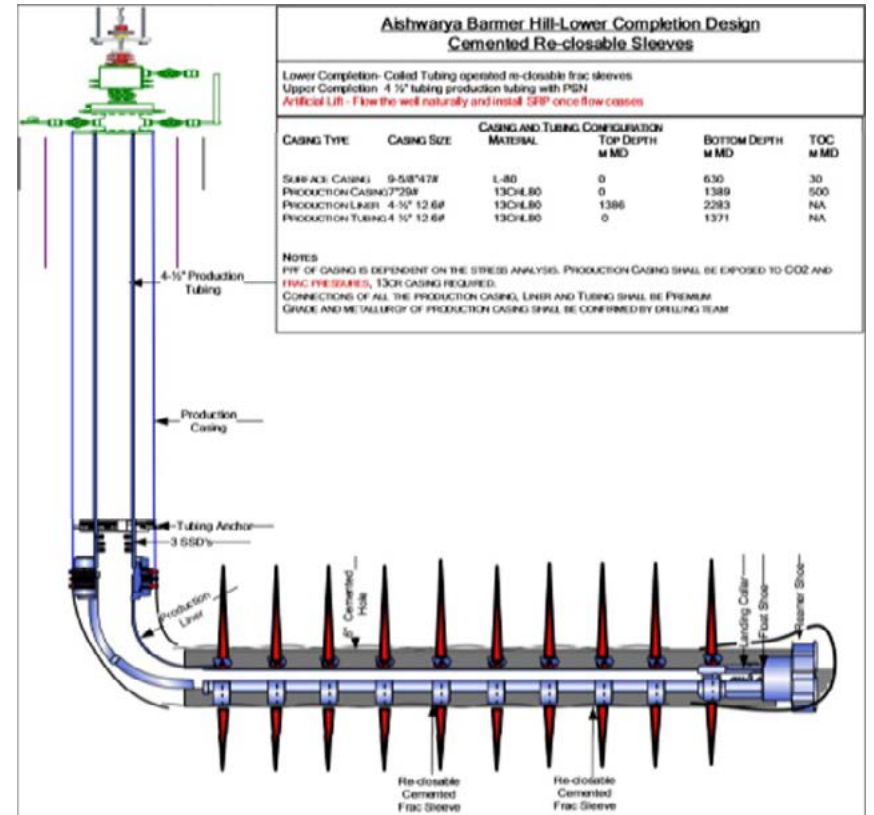 Aishwarya Barmer Hill-Lower Completion Design
Cemented Re-closable Sleeves
Lower Completion- Coiled Tubing operated re-closable frac sleeves
Upper Completion 4 ½" tubing production tubing with PSN
Artificial Lift - Flow the well naturally and install SRP once flow ceases
CASING AND TUBING CONFIGURATION
CASING TYPE CASING SIZE MATERIAL TOP DEPTH BOTTOM DEPTH TOC
M MD M MD M MD
SURFACE CASING 9-5/8"47# L-80 0 630 30
PRODUCTION CASING7"29# 13CRL80 0 1389 500
PRODUCTION LINER 4-½" 12.6# 13CRL80 1386 2283 NA
PRODUCTION TUBING4 ½" 12.6# 13CRL80 0 1371 NA
NOTES
PPF OF CASING IS DEPENDENT ON THE STRESS ANALYSIS. PRODUCTION CASING SHALL BE EXPOSED TO CO2 AND
FRAC PRESSURES, 13CR CASING REQUIRED.
CONNECTIONS OF ALL THE PRODUCTION CASING, LINER AND TUBING SHALL BE PREMIUM
GRADE AND METALLURGY OF PRODUCTION CASING SHALL BE CONFIRMED BY DRILLING TEAM
4-½" Production
Tubing
Production
Casing
Tubing Anchor
3 SSD's
Production
Liner
6" Cemented
Hole
Landing Collar
Float Shoe
Reamer Shoe
Re-closable
Cemented
Frac Sleeve
Re-closable
Cemented
Frac Sleeve